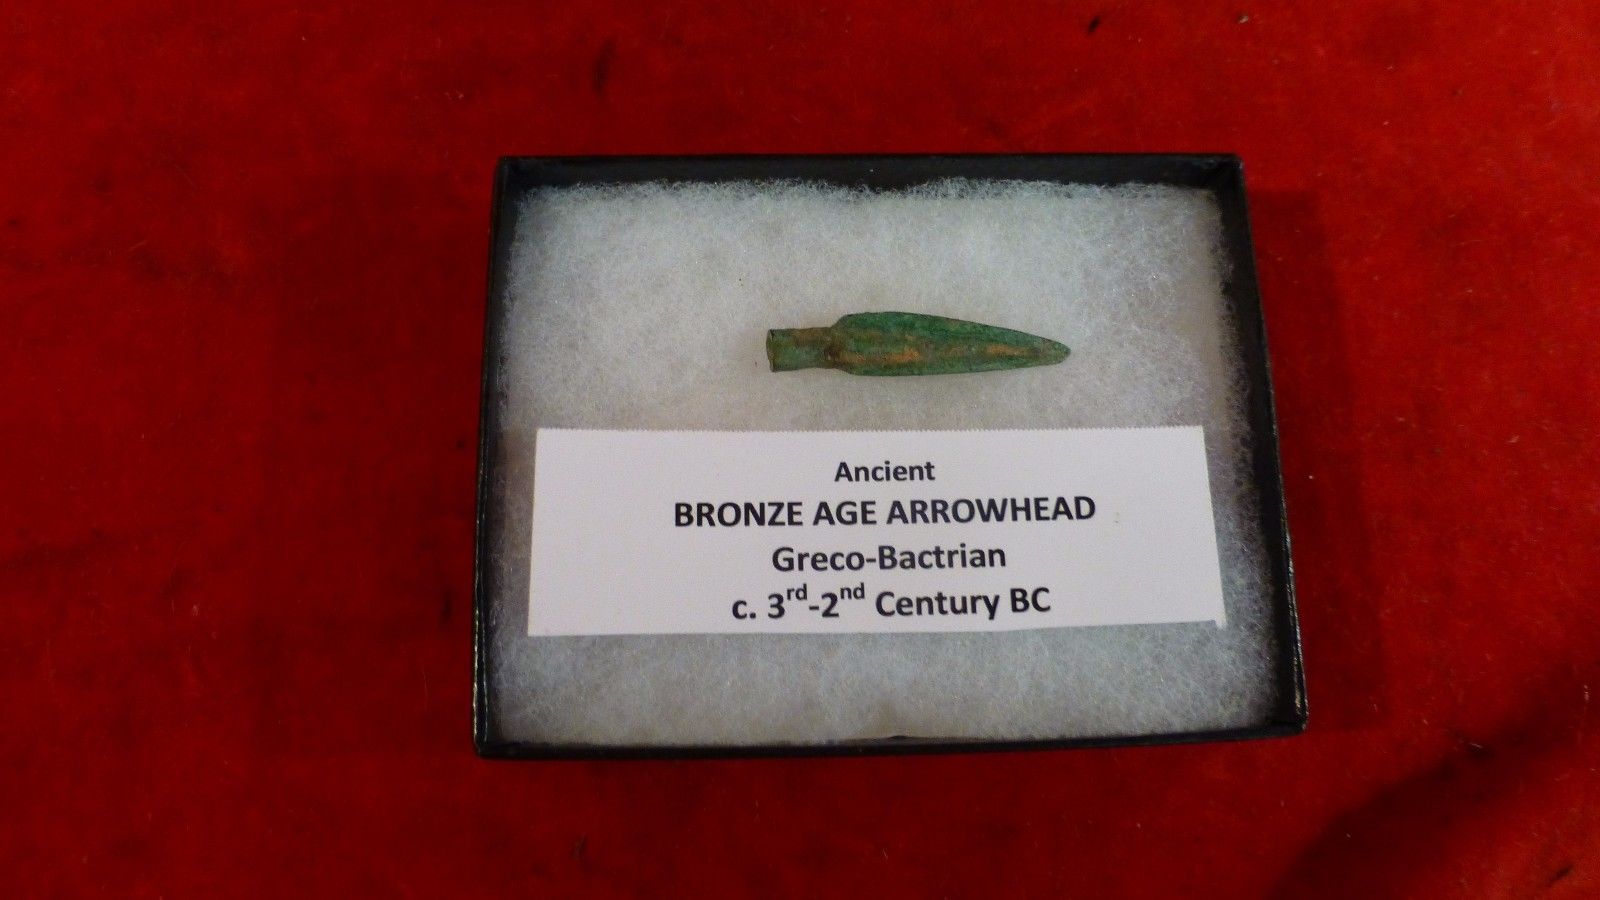 Ancient
BRONZE AGE ARROWHEAD
Greco-Bactrian
c. 3rd-2nd Century BC